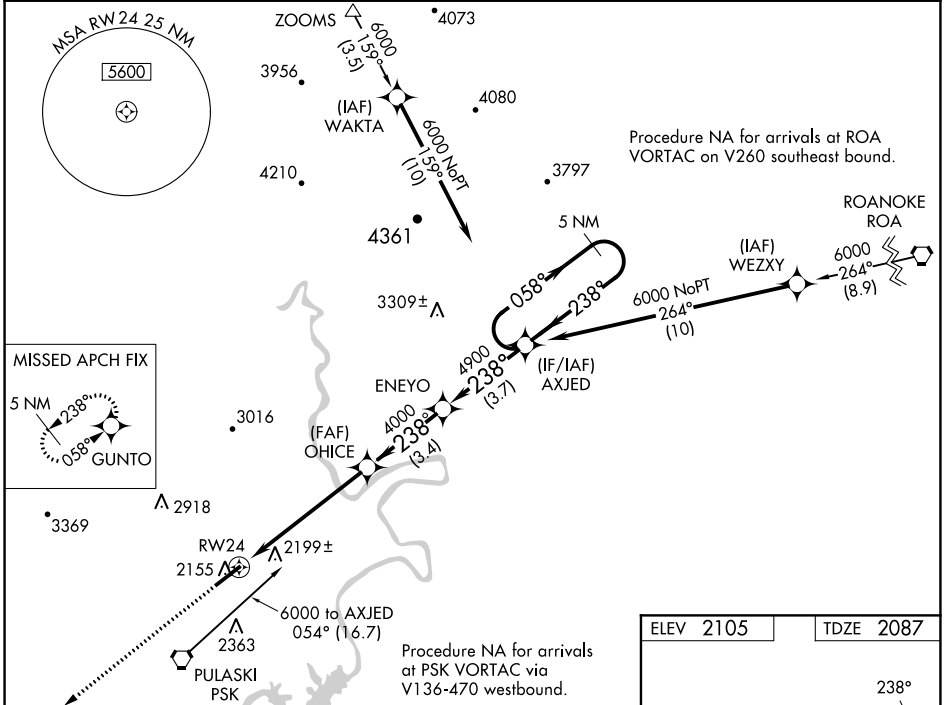 MSA RW 24 25 NM
5600
ZOOMS
6000
159°
(3.5)
4073
3956
(IAF)
WAKTA
4080
6000 NoPT
159°
(10)
Procedure NA for arrivals at ROA
VORTAC on V260 southeast bound.
4210
3797
4361
5 NM
ROANOKE
ROA
(IAF)
WEZXY
6000
264°
(8.9)
058°
238°
6000 NoPT
264°
(10)
3309±
(IF/IAF)
AXJED
4900
238°
(3.7)
MISSED APCH FIX
5 NM
238°
058°
GUNTO
ENEYO
3016
4000
238°
(3.4)
(FAF)
OHICE
2918
3369
RW24
2155
2199±
6000 to AXJED
054° (16.7)
2363
PULASKI
PSK
Procedure NA for arrivals
at PSK VORTAC via
V136-470 westbound.
ELEV 2105
TDZE 2087
238°